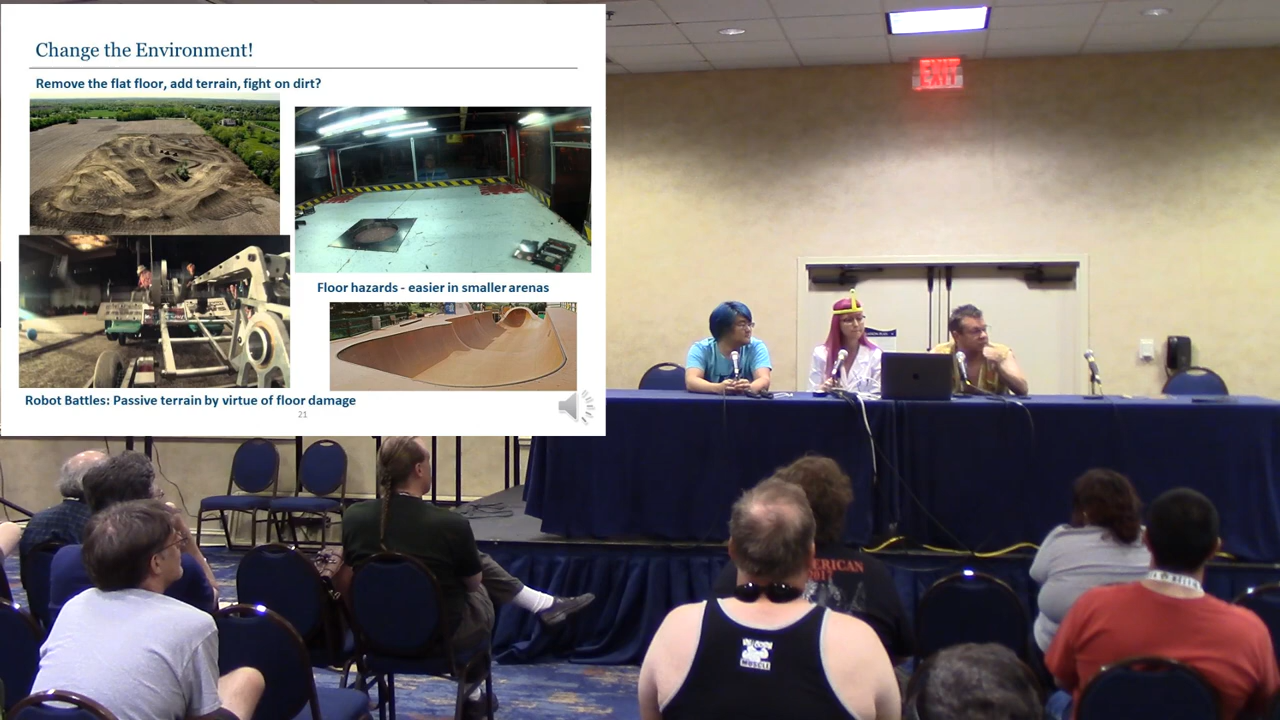 Change the Environment!
Remove the flat floor, add terrain, fight on dirt?
Floor hazards - easier in smaller arenas
Robot Battles: Passive terrain by virtue of floor damage
21
EXIT
MUSCLE